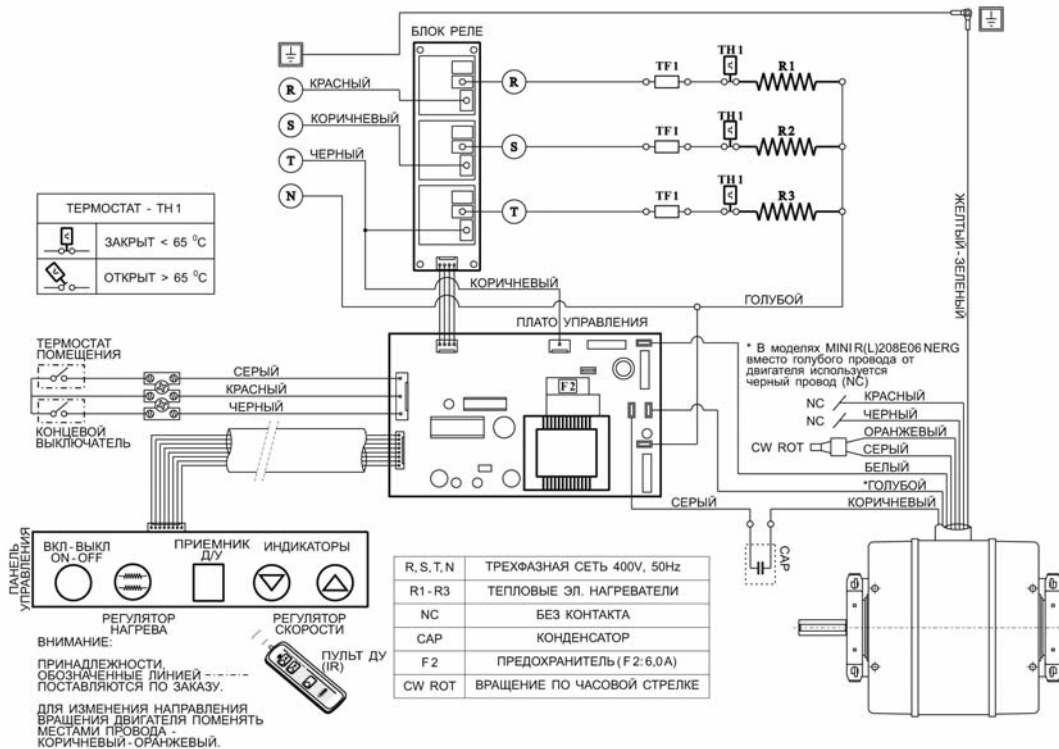 БЛОК РЕЛЕ
R
КРАСНЫЙ
S
КОРИЧНЕВЫЙ
T
ЧЕРНЫЙ
N
R
TF1
TH1
R1
S
TF1
TH1
R2
T
TF1
TH1
R3
ЖЕЛТЫЙ-ЗЕЛЕНЫЙ
ТЕРМОСТАТ - TH1
ЗАКРЫТ < 65 °C
ОТКРЫТ > 65 °C
КОРИЧНЕВЫЙ
ГОЛУБОЙ
ПЛАТО УПРАВЛЕНИЯ
F2
ТЕРМОСТАТ
ПОМЕЩЕНИЯ
СЕРЫЙ
КРАСНЫЙ
ЧЕРНЫЙ
КОНЦЕВОЙ
ВЫКЛЮЧАТЕЛЬ
* В моделях MINI R(L)208E06 NERG
вместо голубого провода от
двигателя используется
черный провод (NC)
NC
КРАСНЫЙ
NC
ЧЕРНЫЙ
ОРАНЖЕВЫЙ
CW ROT
СЕРЫЙ
БЕЛЫЙ
*ГОЛУБОЙ
СЕРЫЙ
КОРИЧНЕВЫЙ
CAP
ПАНЕЛЬ
УПРАВЛЕНИЯ
ВКЛ-ВЫКЛ
ON-OFF
ПРИЕМНИК
Д/У
ИНДИКАТОРЫ
РЕГУЛЯТОР
НАГРЕВА
РЕГУЛЯТОР
СКОРОСТИ
ПУЛЬТ ДУ
(IR)
ВНИМАНИЕ:
ПРИНАДЛЕЖНОСТИ,
ОБОЗНАЧЕННЫЕ ЛИНИЕЙ
ПОСТАВЛЯЮТСЯ ПО ЗАКАЗУ.
ДЛЯ ИЗМЕНЕНИЯ НАПРАВЛЕНИЯ
ВРАЩЕНИЯ ДВИГАТЕЛЯ ПОМЕНЯТЬ
МЕСТАМИ ПРОВОДА -
КОРИЧНЕВЫЙ-ОРАНЖЕВЫЙ.
R, S, T, N ТРЕХФАЗНАЯ СЕТЬ 400V, 50Hz
R1-R3 ТЕПЛОВЫЕ ЭЛ. НАГРЕВАТЕЛИ
NC БЕЗ КОНТАКТА
CAP КОНДЕНСАТОР
F2 ПРЕДОХРАНИТЕЛЬ (F2:6,0A)
CW ROT ВРАЩЕНИЕ ПО ЧАСОВОЙ СТРЕЛКЕ